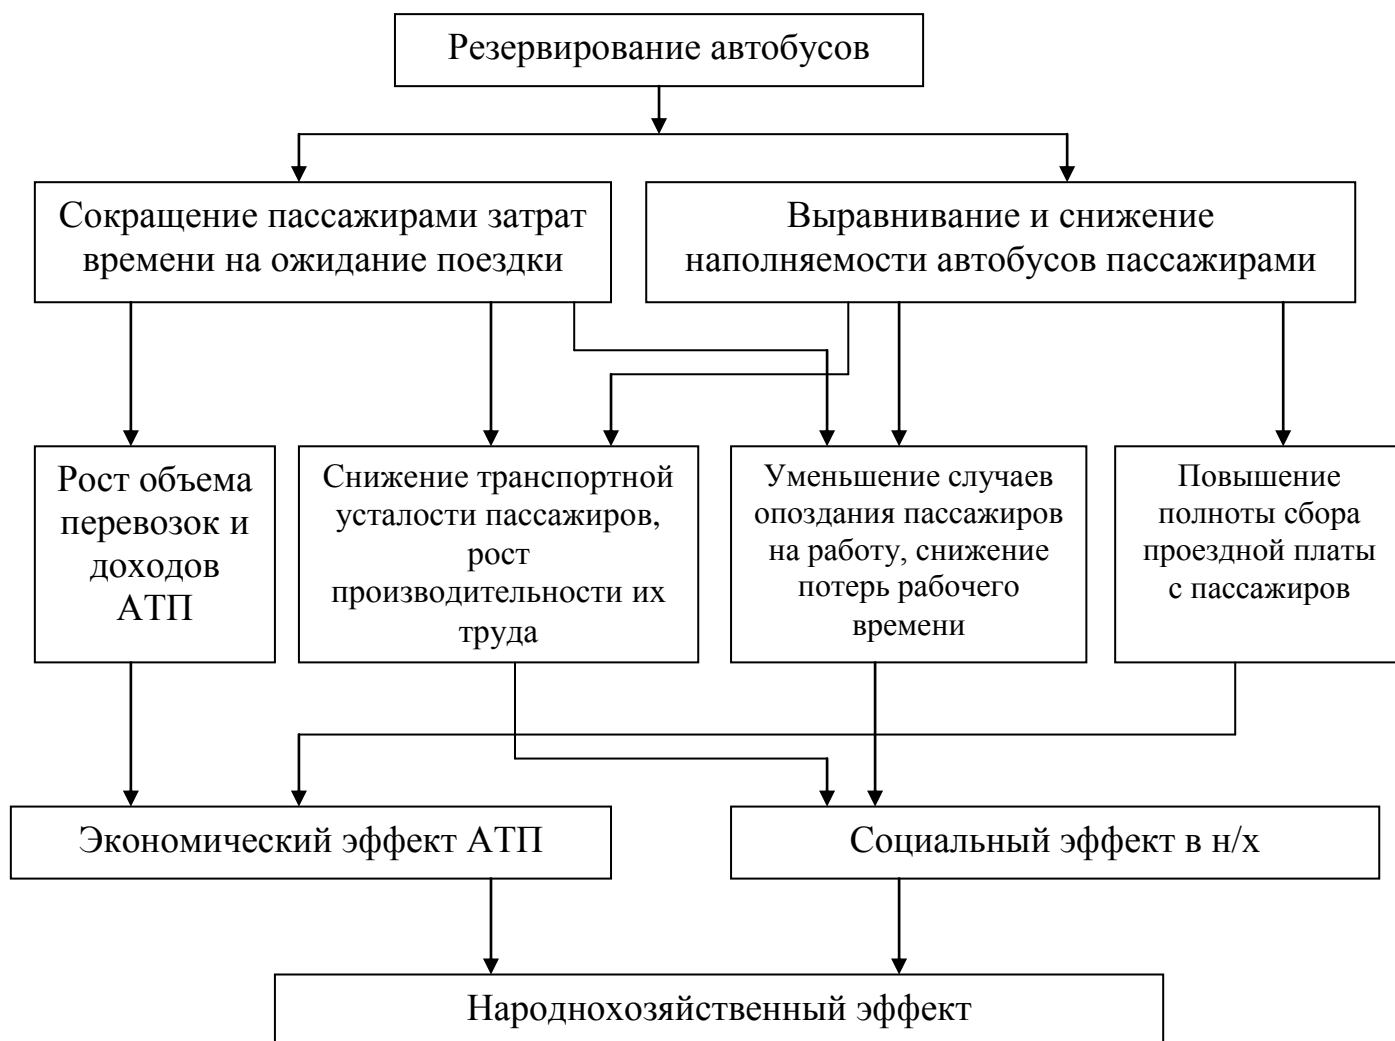 Резервирование автобусов
Сокращение пассажирами затрат
времени на ожидание поездки
Выравнивание и снижение
наполняемости автобусов пассажирами
Рост объема
перевозок и
доходов
АТП
Снижение транспортной
усталости пассажиров,
рост
производительности их
труда
Уменьшение случаев
опоздания пассажиров
на работу, снижение
потерь рабочего
времени
Повышение
полноты сбора
проездной платы
с пассажиров
Экономический эффект АТП
Социальный эффект в н/х
Народнохозяйственный эффект